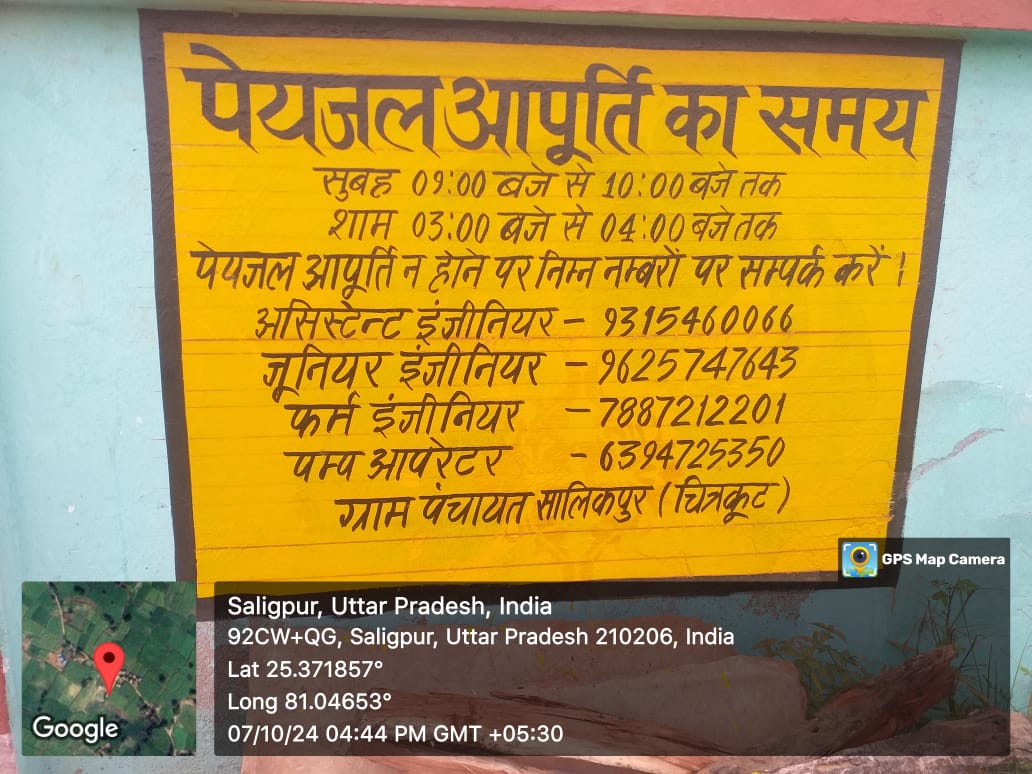 पेयजल आपूर्ति का समय
सुबह 09:00 बजे से 10:00 बजे तक
शाम 03:00 बजे से 04:00 बजे तक
पेयजल आपूर्ति न होने पर निम्न नम्बरों पर सम्पर्क करें।
असिस्टेन्ट इंजीनियर – 9315460066
जूनियर इंजीनियर – 9625747643
फर्म इंजीनियर – 7887212201
पम्प आपरेटर – 6394725350
ग्राम पंचायत सालिकपुर (चित्रकूट)
GPS Map Camera
Saligpur, Uttar Pradesh, India
92CW+QG, Saligpur, Uttar Pradesh 210206, India
Lat 25.371857°
Long 81.04653°
07/10/24 04:44 PM GMT +05:30
Google